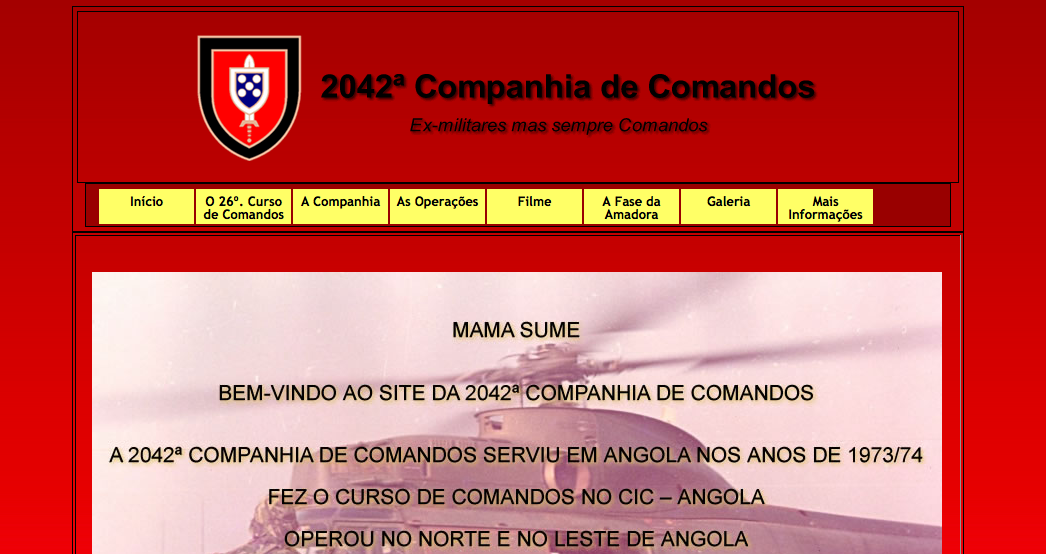 2042ª Companhia de Comandos
Ex-militares mas sempre Comandos
Início
O 26º. Curso
de Comandos
A Companhia
As Operações
Filme
A Fase da
Amadora
Galeria
Mais
Informações
MAMA SUME
BEM-VINDO AO SITE DA 2042ª COMPANHIA DE COMANDOS
A 2042ª COMPANHIA DE COMANDOS SERVIU EM ANGOLA NOS ANOS DE 1973/74
FEZ O CURSO DE COMANDOS NO CIC – ANGOLA
OPEROU NO NORTE E NO LESTE DE ANGOLA